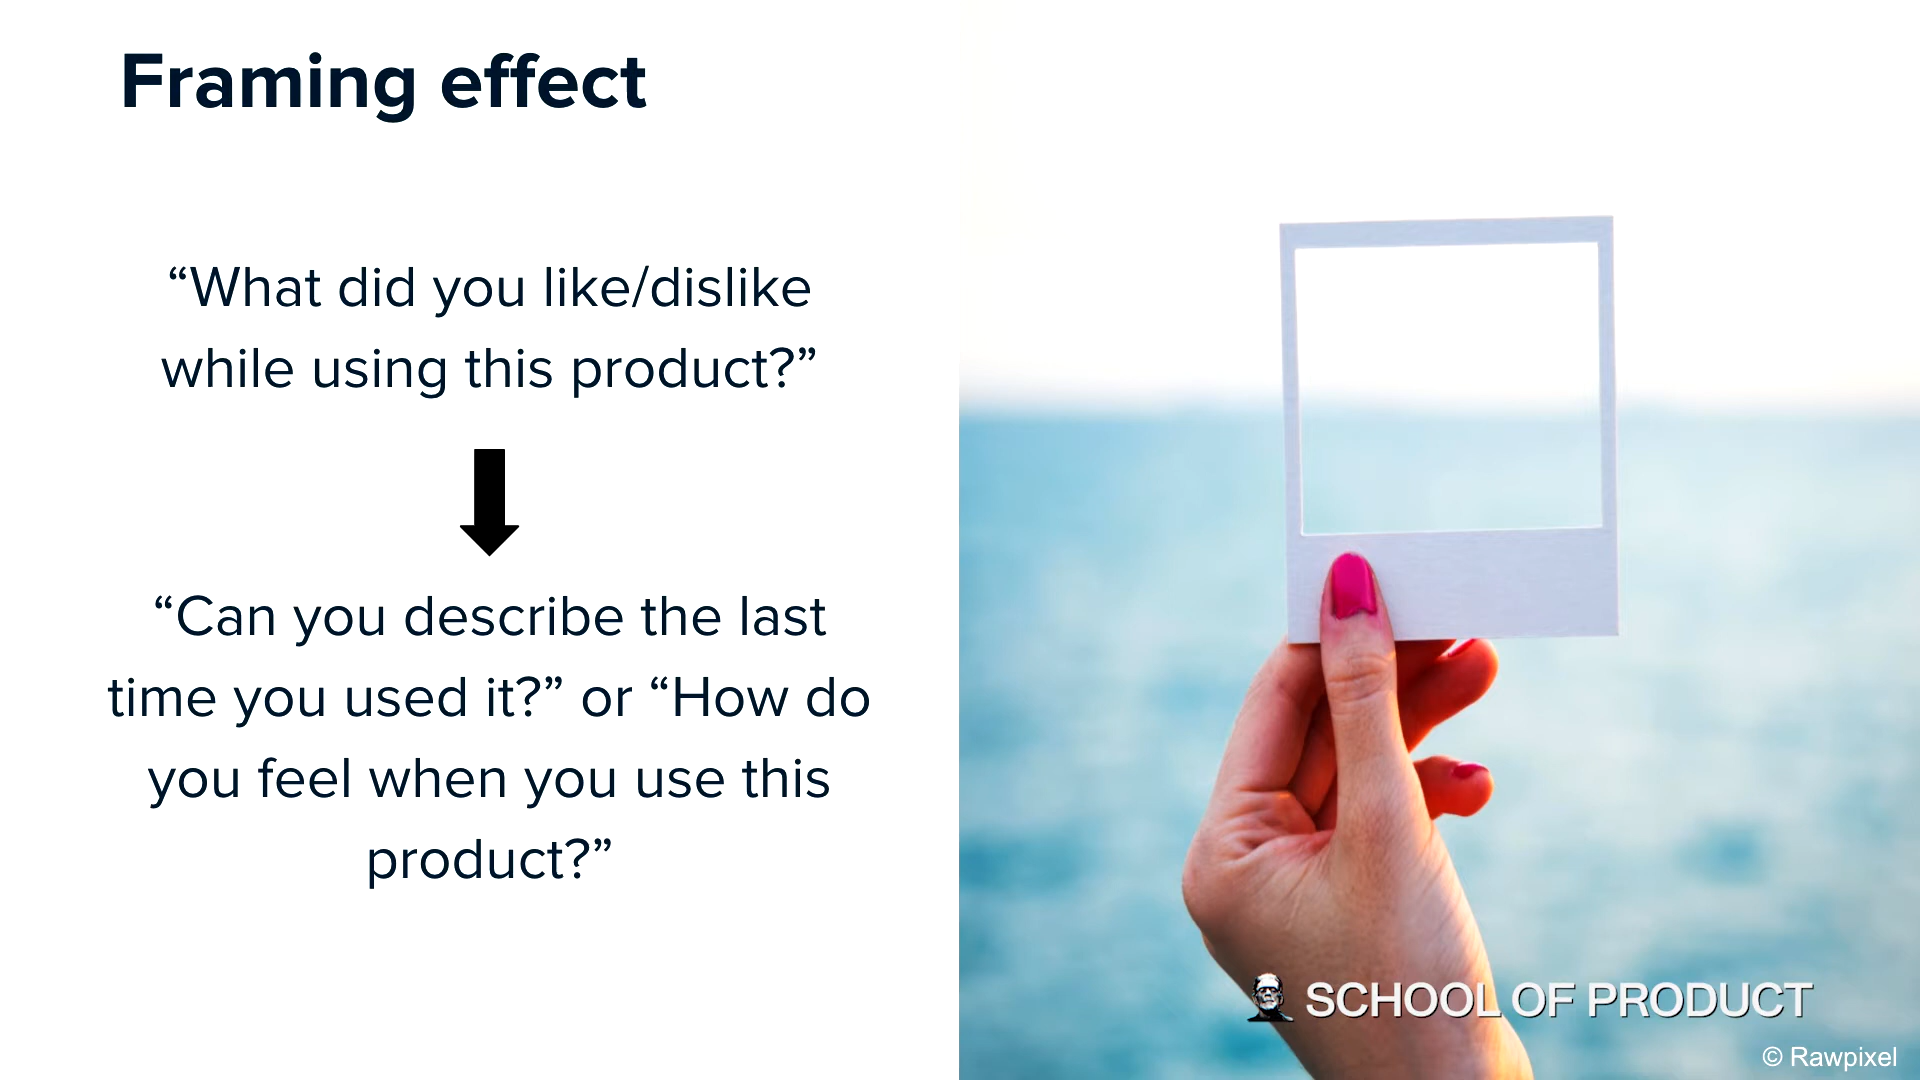 Framing effect
“What did you like/dislike
while using this product?”
“Can you describe the last
time you used it?” or “How do
you feel when you use this
product?”
SCHOOL OF PRODUCT
© Rawpixel